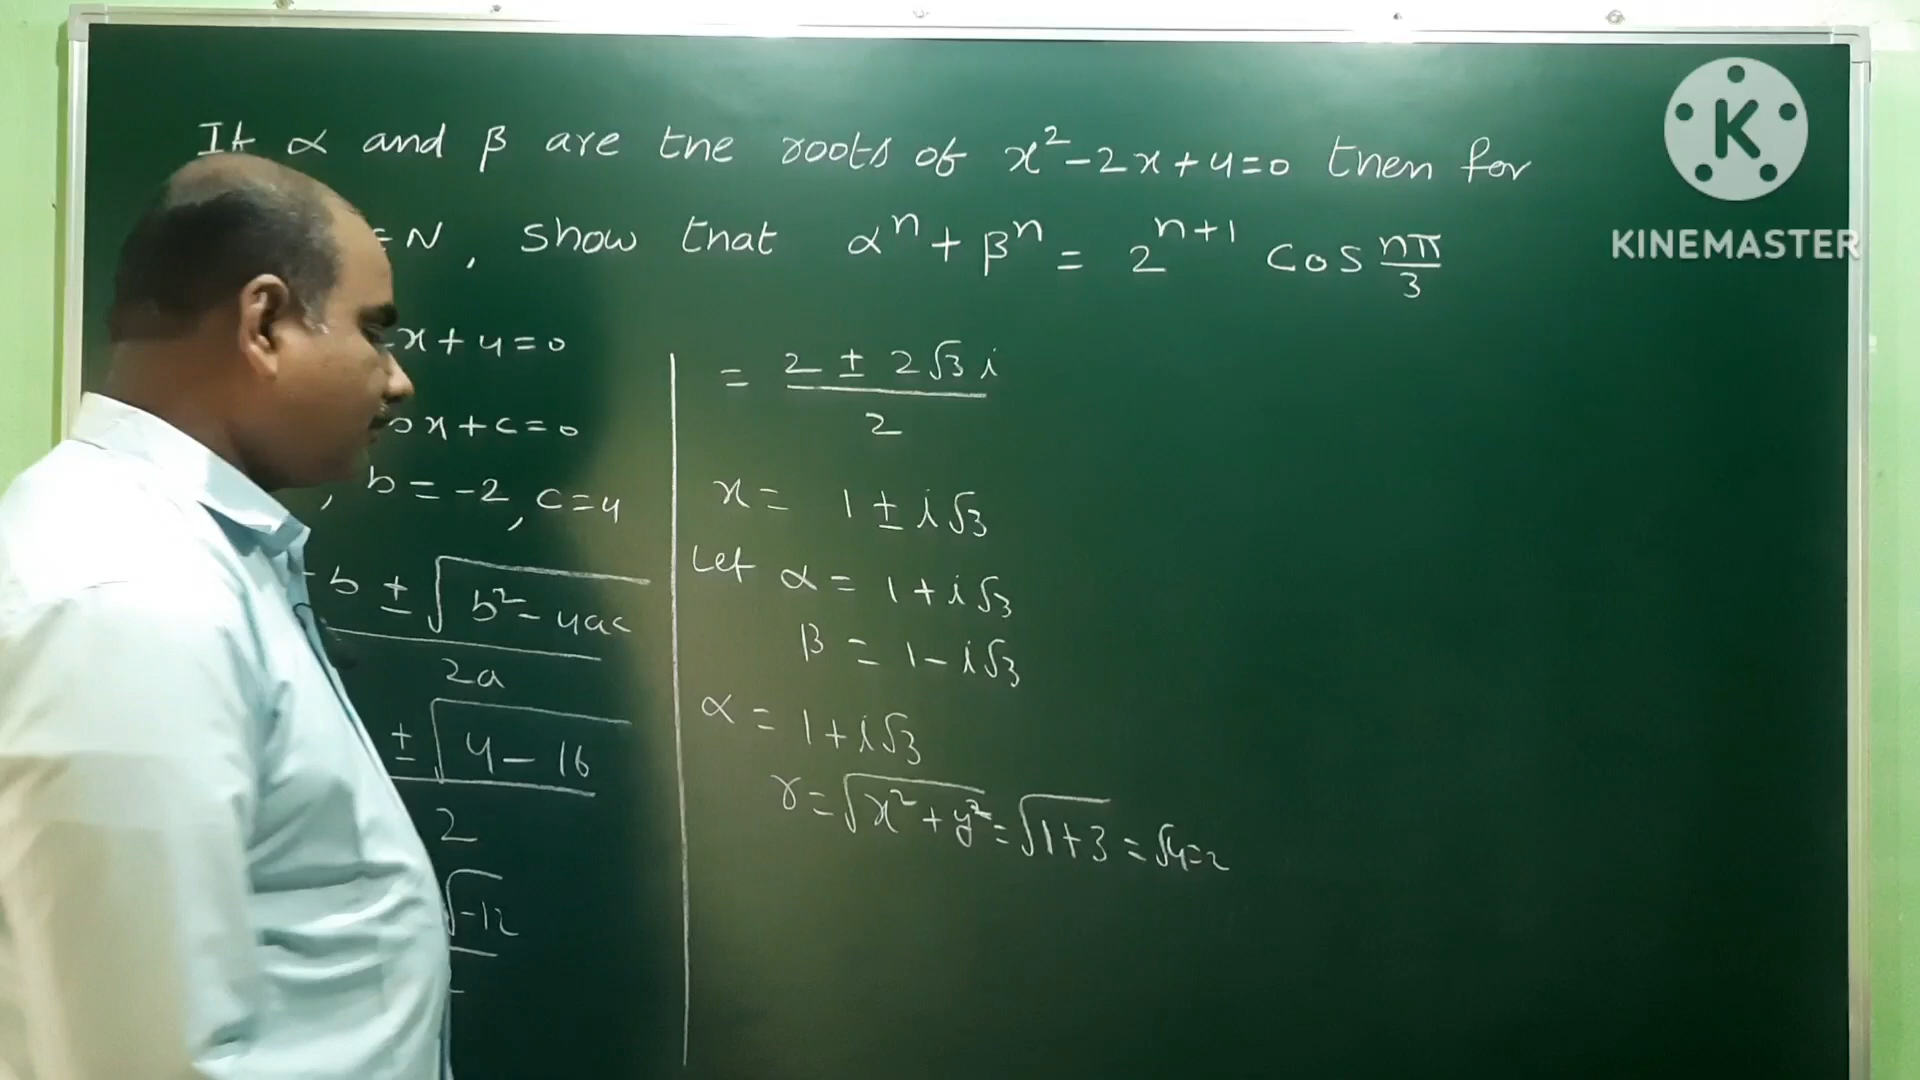 If α and β are the roots of x²-2x+4=0 then for
∈N, show that αⁿ+βⁿ = 2ⁿ⁺¹ cos nπ/3
x+4=0
x+c=0
, b=-2, c=4
-b ± √b²-4ac
2a
± √4-16
2
√-12
= 2 ± 2√3 i
2
x = 1 ± i√3
Let α = 1+i√3
β = 1-i√3
α = 1+i√3
r = √x²+y² = √1+3 = √4=2
K
KINEMASTER